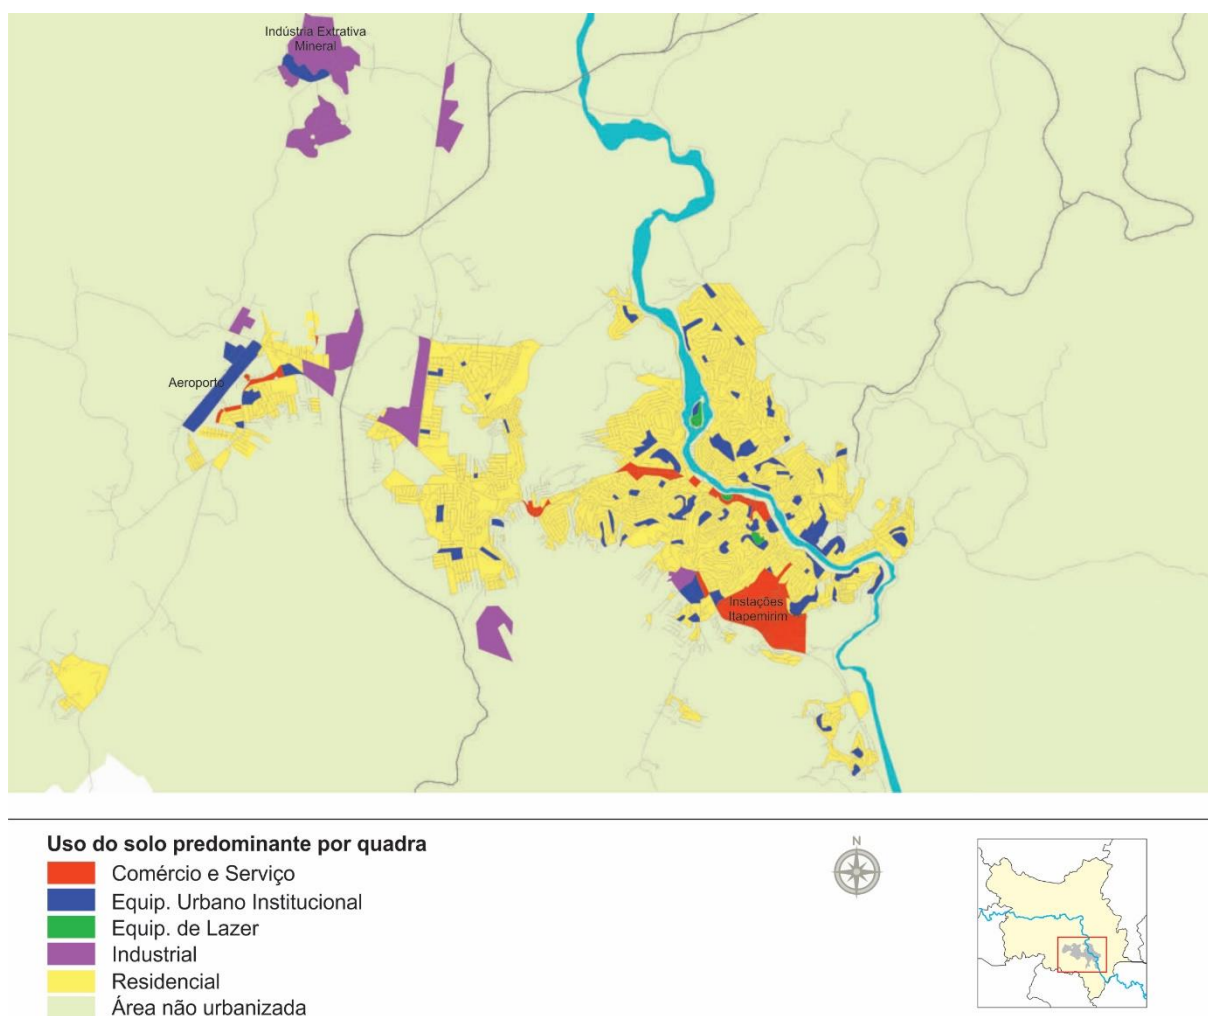 Indústria Extrativa
Mineral
Aeroporto
Instações
Itapemirim
Uso do solo predominante por quadra
Comércio e Serviço
Equip. Urbano Institucional
Equip. de Lazer
Industrial
Residencial
Área não urbanizada
N